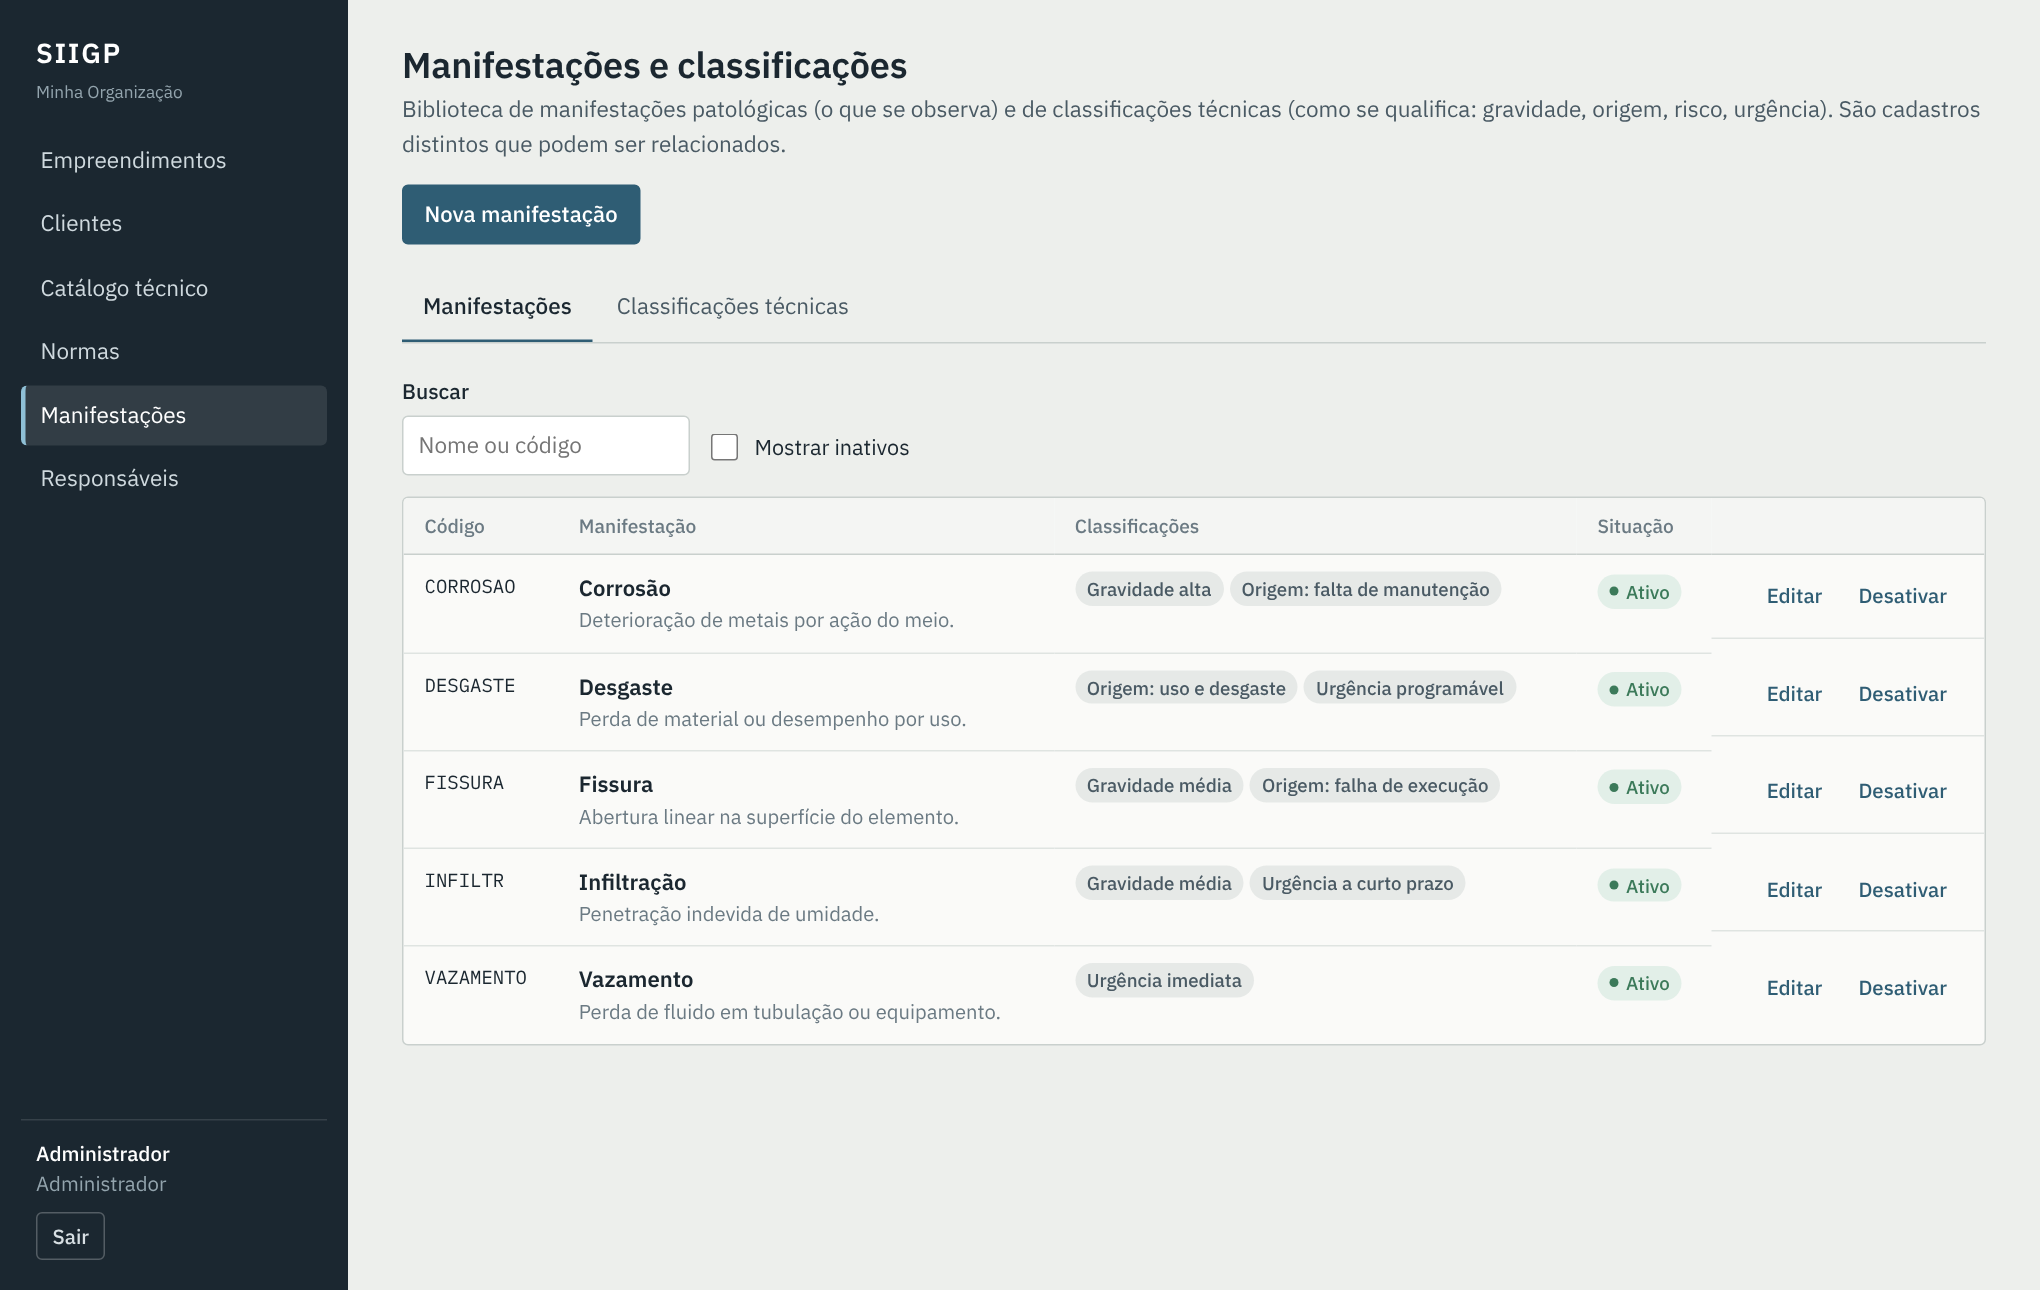 SIIGP
Minha Organização
Empreendimentos
Clientes
Catálogo técnico
Normas
Manifestações
Responsáveis
Administrador
Administrador
Sair
Manifestações e classificações
Biblioteca de manifestações patológicas (o que se observa) e de classificações técnicas (como se qualifica: gravidade, origem, risco, urgência). São cadastros
distintos que podem ser relacionados.
Nova manifestação
Manifestações Classificações técnicas
Buscar
Nome ou código Mostrar inativos
Código Manifestação Classificações Situação
CORROSAO Corrosão Gravidade alta Origem: falta de manutenção Ativo Editar Desativar
Deterioração de metais por ação do meio.
DESGASTE Desgaste Origem: uso e desgaste Urgência programável Ativo Editar Desativar
Perda de material ou desempenho por uso.
FISSURA Fissura Gravidade média Origem: falha de execução Ativo Editar Desativar
Abertura linear na superfície do elemento.
INFILTR Infiltração Gravidade média Urgência a curto prazo Ativo Editar Desativar
Penetração indevida de umidade.
VAZAMENTO Vazamento Urgência imediata Ativo Editar Desativar
Perda de fluido em tubulação ou equipamento.